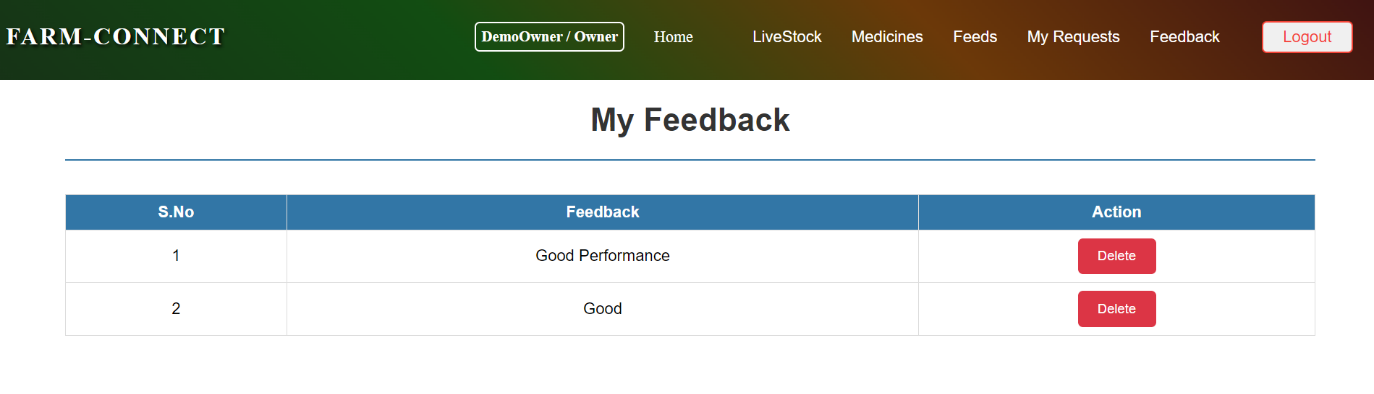 FARM-CONNECT DemoOwner / Owner Home LiveStock Medicines Feeds My Requests Feedback Logout
My Feedback
S.No Feedback Action
1 Good Performance Delete
2 Good Delete